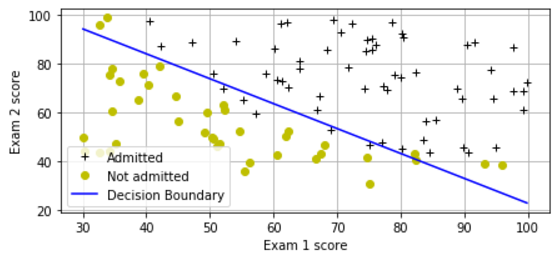 100
80
60
40
20
Exam 2 score
Admitted
Not admitted
Decision Boundary
30 40 50 60 70 80 90 100
Exam 1 score